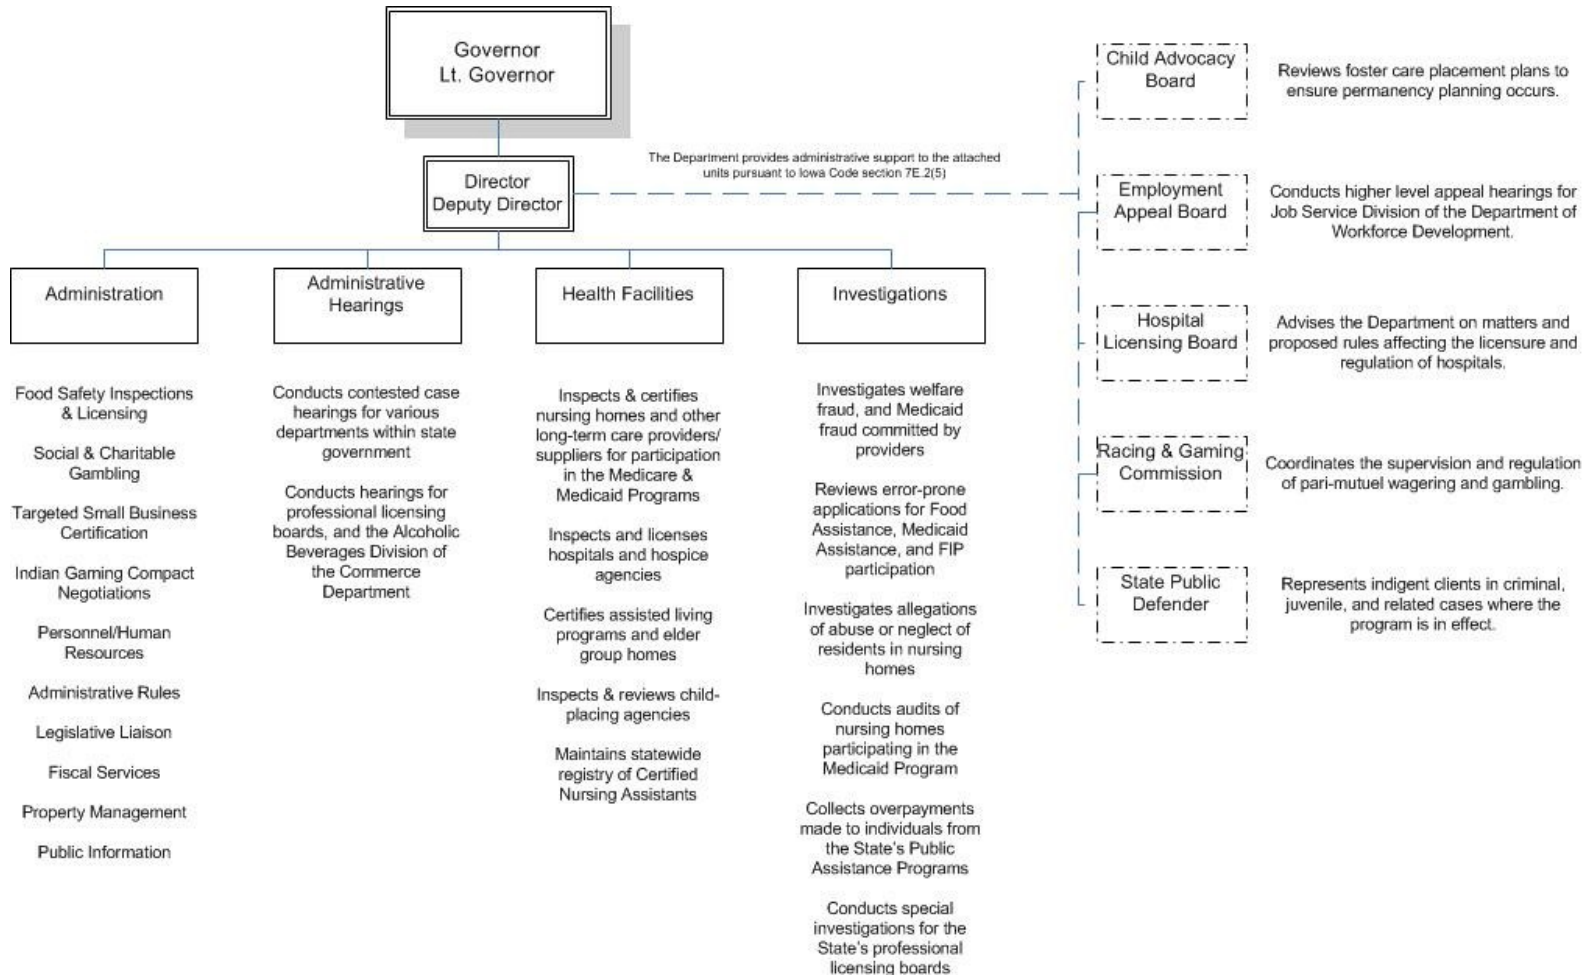 Governor
Lt. Governor
Director
Deputy Director
The Department provides administrative support to the attached
units pursuant to Iowa Code section 7E.2(5)
Administration
Food Safety Inspections
& Licensing
Social & Charitable
Gambling
Targeted Small Business
Certification
Indian Gaming Compact
Negotiations
Personnel/Human
Resources
Administrative Rules
Legislative Liaison
Fiscal Services
Property Management
Public Information
Administrative
Hearings
Conducts contested case
hearings for various
departments within state
government
Conducts hearings for
professional licensing
boards, and the Alcoholic
Beverages Division of
the Commerce
Department
Health Facilities
Inspects & certifies
nursing homes and other
long-term care providers/
suppliers for participation
in the Medicare &
Medicaid Programs
Inspects and licenses
hospitals and hospice
agencies
Certifies assisted living
programs and elder
group homes
Inspects & reviews child-
placing agencies
Maintains statewide
registry of Certified
Nursing Assistants
Investigations
Investigates welfare
fraud, and Medicaid
fraud committed by
providers
Reviews error-prone
applications for Food
Assistance, Medicaid
Assistance, and FIP
participation
Investigates allegations
of abuse or neglect of
residents in nursing
homes
Conducts audits of
nursing homes
participating in the
Medicaid Program
Collects overpayments
made to individuals from
the State's Public
Assistance Programs
Conducts special
investigations for the
State's professional
licensing boards
Child Advocacy
Board
Reviews foster care placement plans to
ensure permanency planning occurs.
Employment
Appeal Board
Conducts higher level appeal hearings for
Job Service Division of the Department of
Workforce Development.
Hospital
Licensing Board
Advises the Department on matters and
proposed rules affecting the licensure and
regulation of hospitals.
Racing & Gaming
Commission
Coordinates the supervision and regulation
of pari-mutuel wagering and gambling.
State Public
Defender
Represents indigent clients in criminal,
juvenile, and related cases where the
program is in effect.